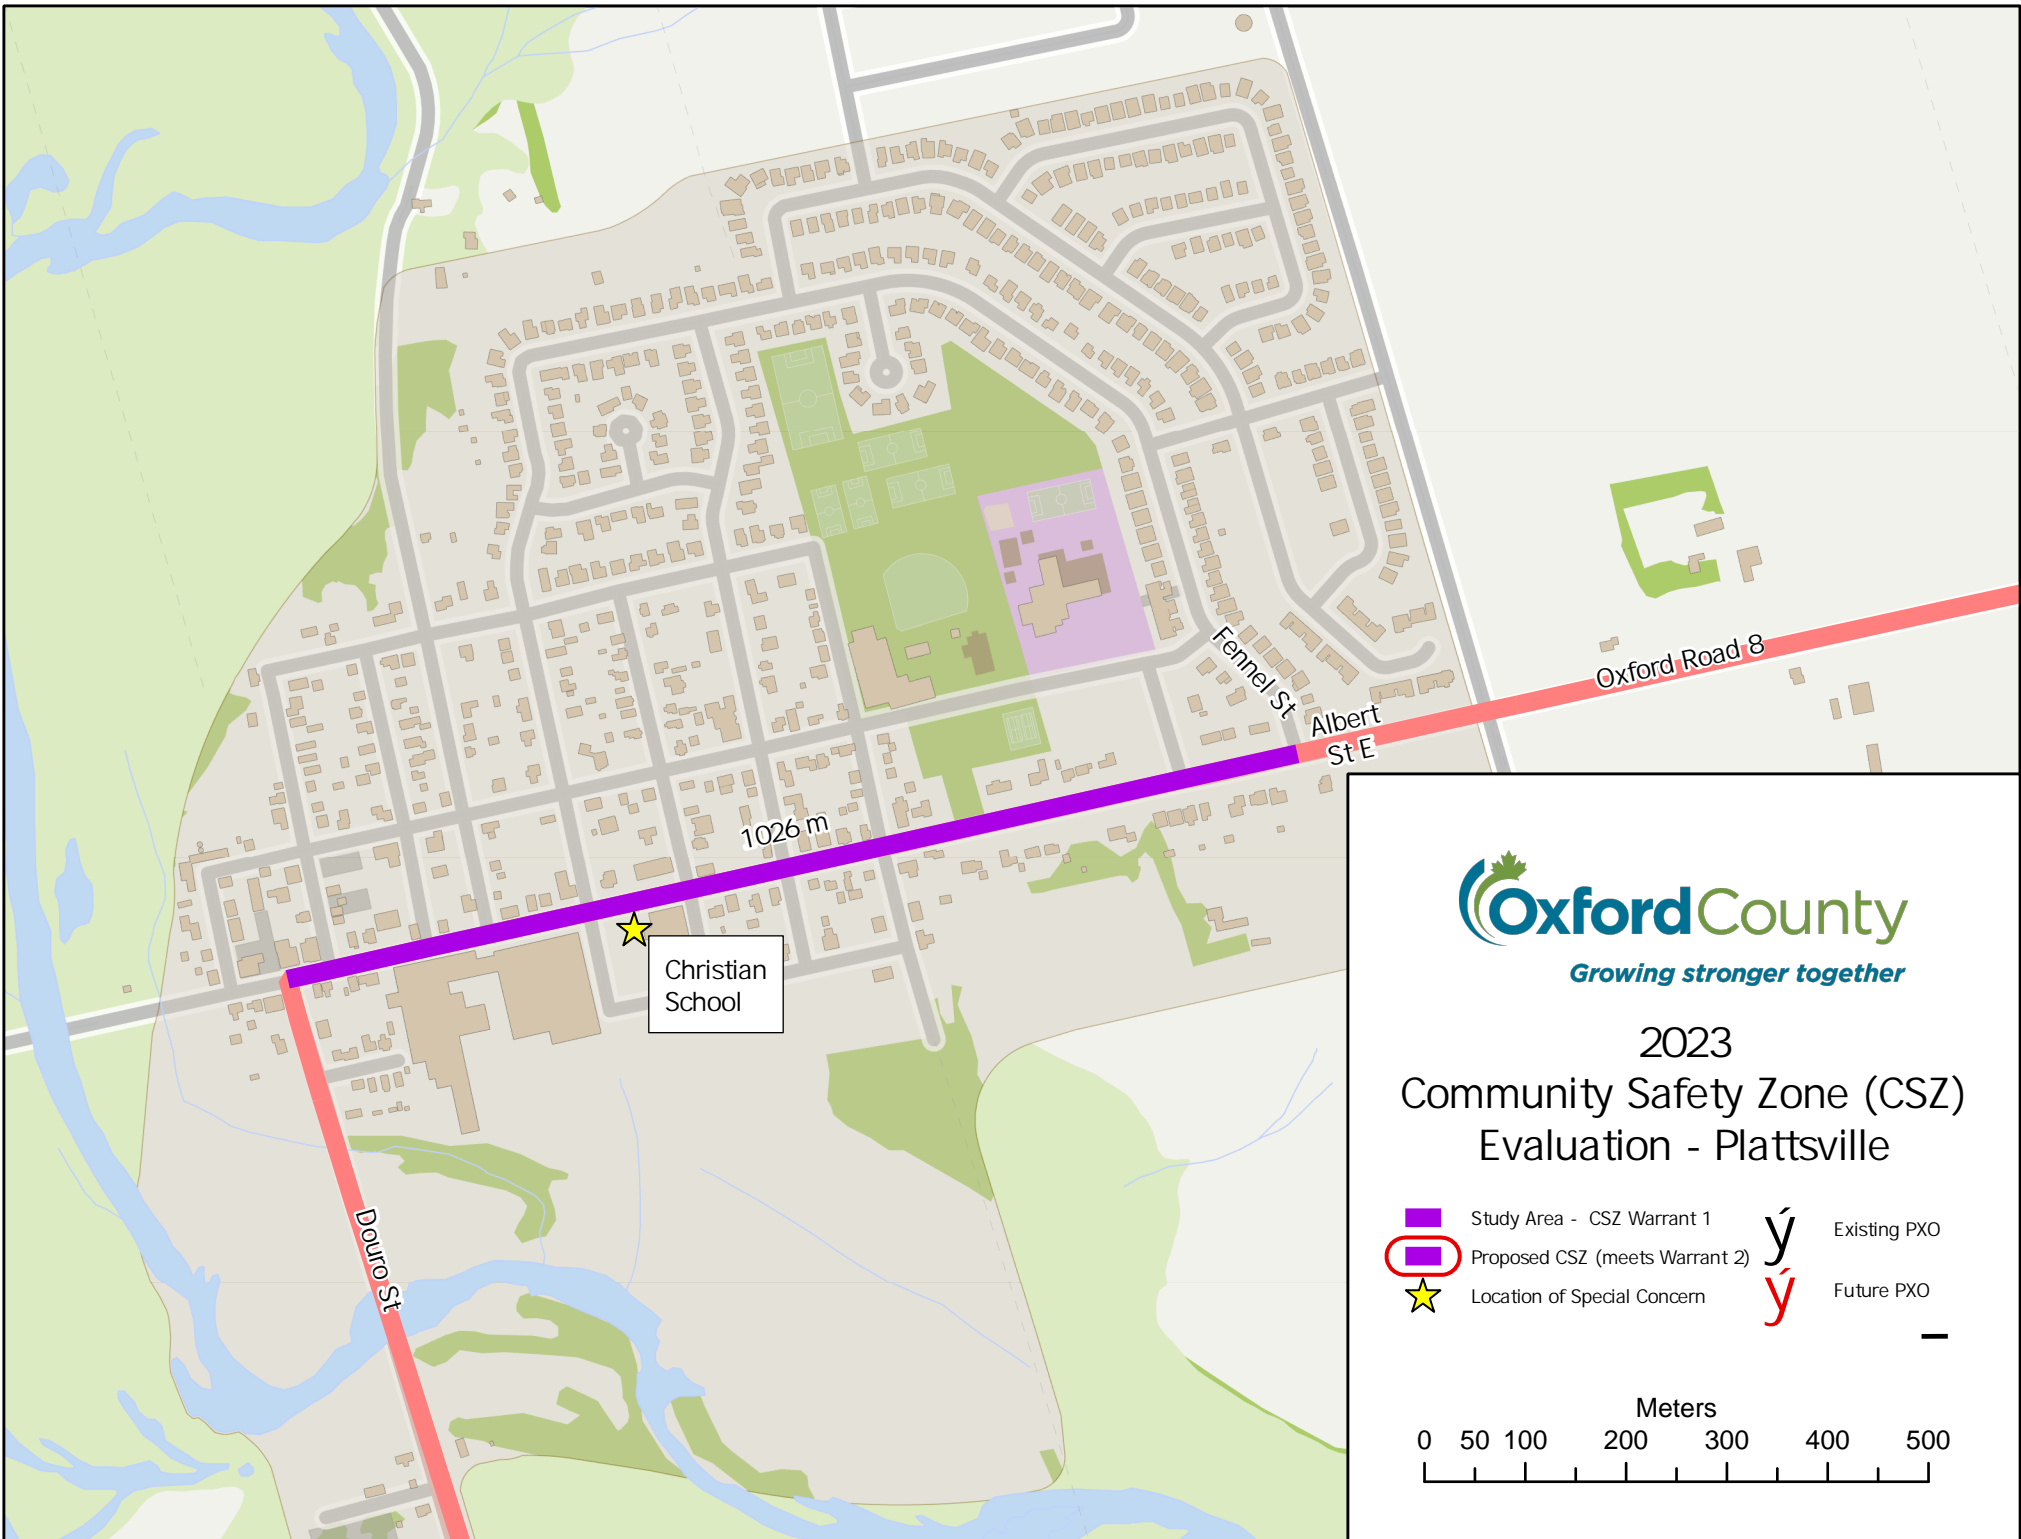 Fennel St
Oxford Road 8
Albert
St E
1026 m
Christian
School
Douro St
Oxford County
Growing stronger together
2023
Community Safety Zone (CSZ)
Evaluation - Plattsville
Study Area - CSZ Warrant 1
Proposed CSZ (meets Warrant 2)
Location of Special Concern
ý Existing PXO
ý Future PXO
Meters
0 50 100 200 300 400 500